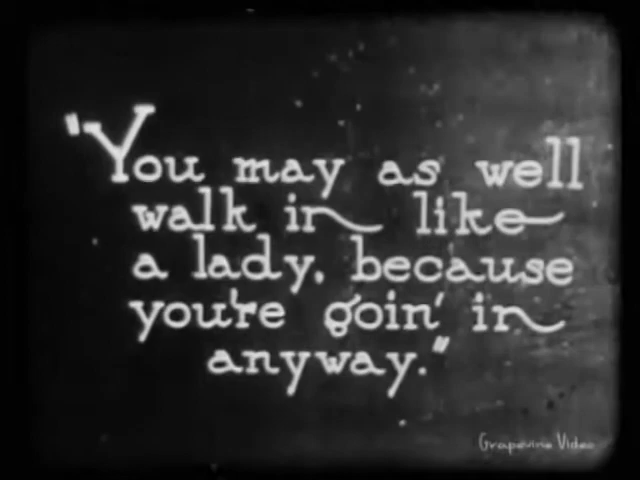 "You may as well
walk in like
a lady, because
you're goin' in
anyway."
Grapevine Video